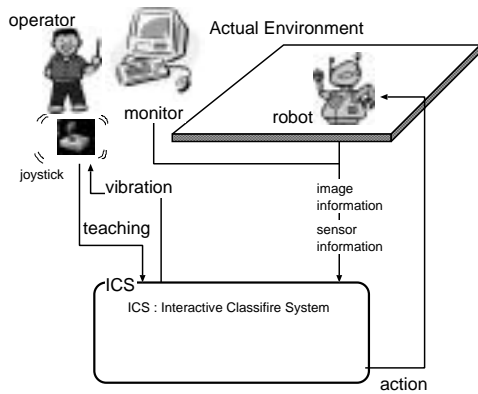 operator
Actual Environment
monitor
robot
joystick
vibration
image
information
teaching
sensor
information
ICS
ICS : Interactive Classifire System
action